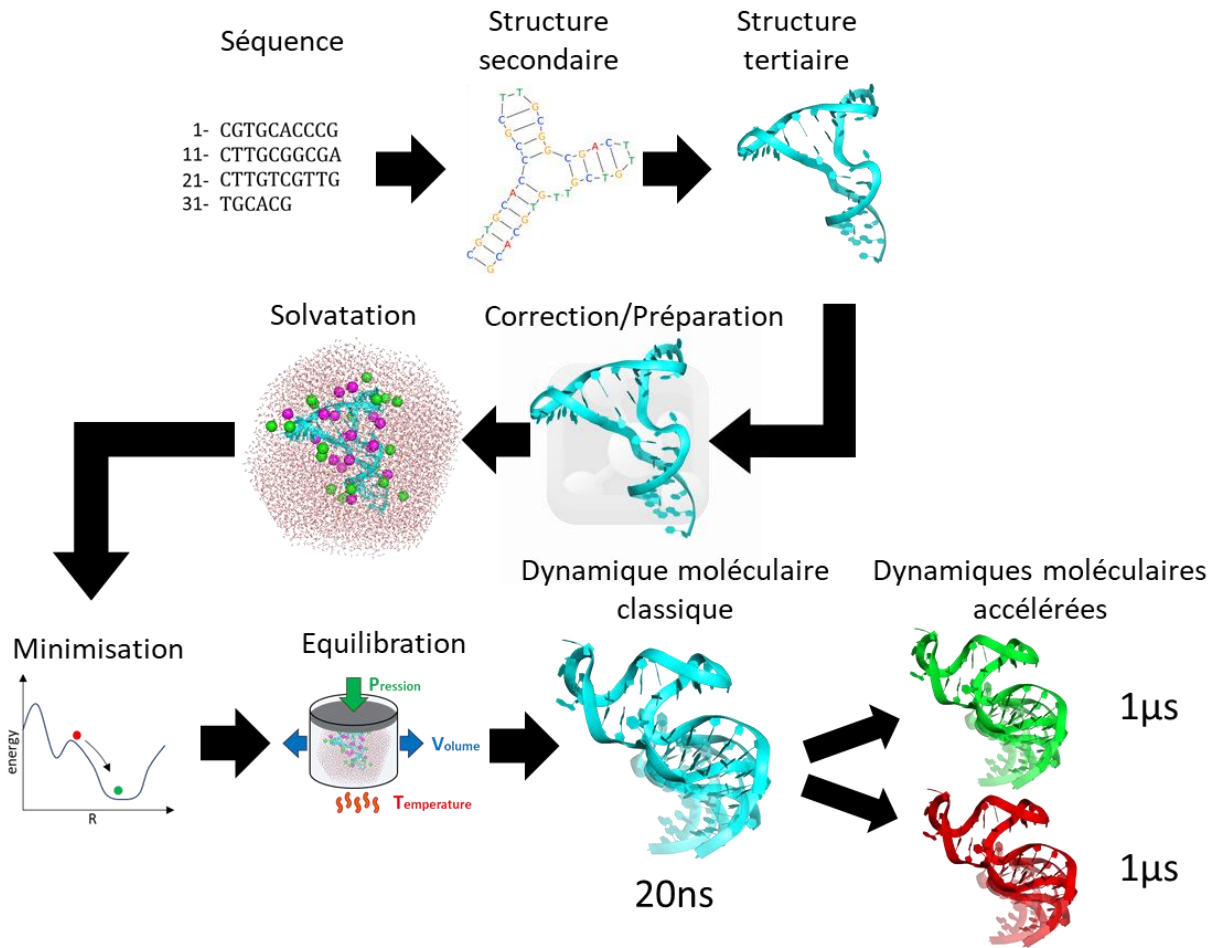 Séquence
Structure
secondaire
Structure
tertiaire
1- CGTGCACCCG
11- CTTGCGGCGA
21- CTTGTCGTTG
31- TGCACG
T T
C G
G C
C G
C G
C C G A C T
A T
C G T T G C T G
G T
T G
G C
C A
G C
Solvatation
Correction/Préparation
Dynamique moléculaire
classique
Dynamiques moléculaires
accélérées
Minimisation
energy
R
Equilibration
Pression
Volume
Temperature
20ns
1µs
1µs